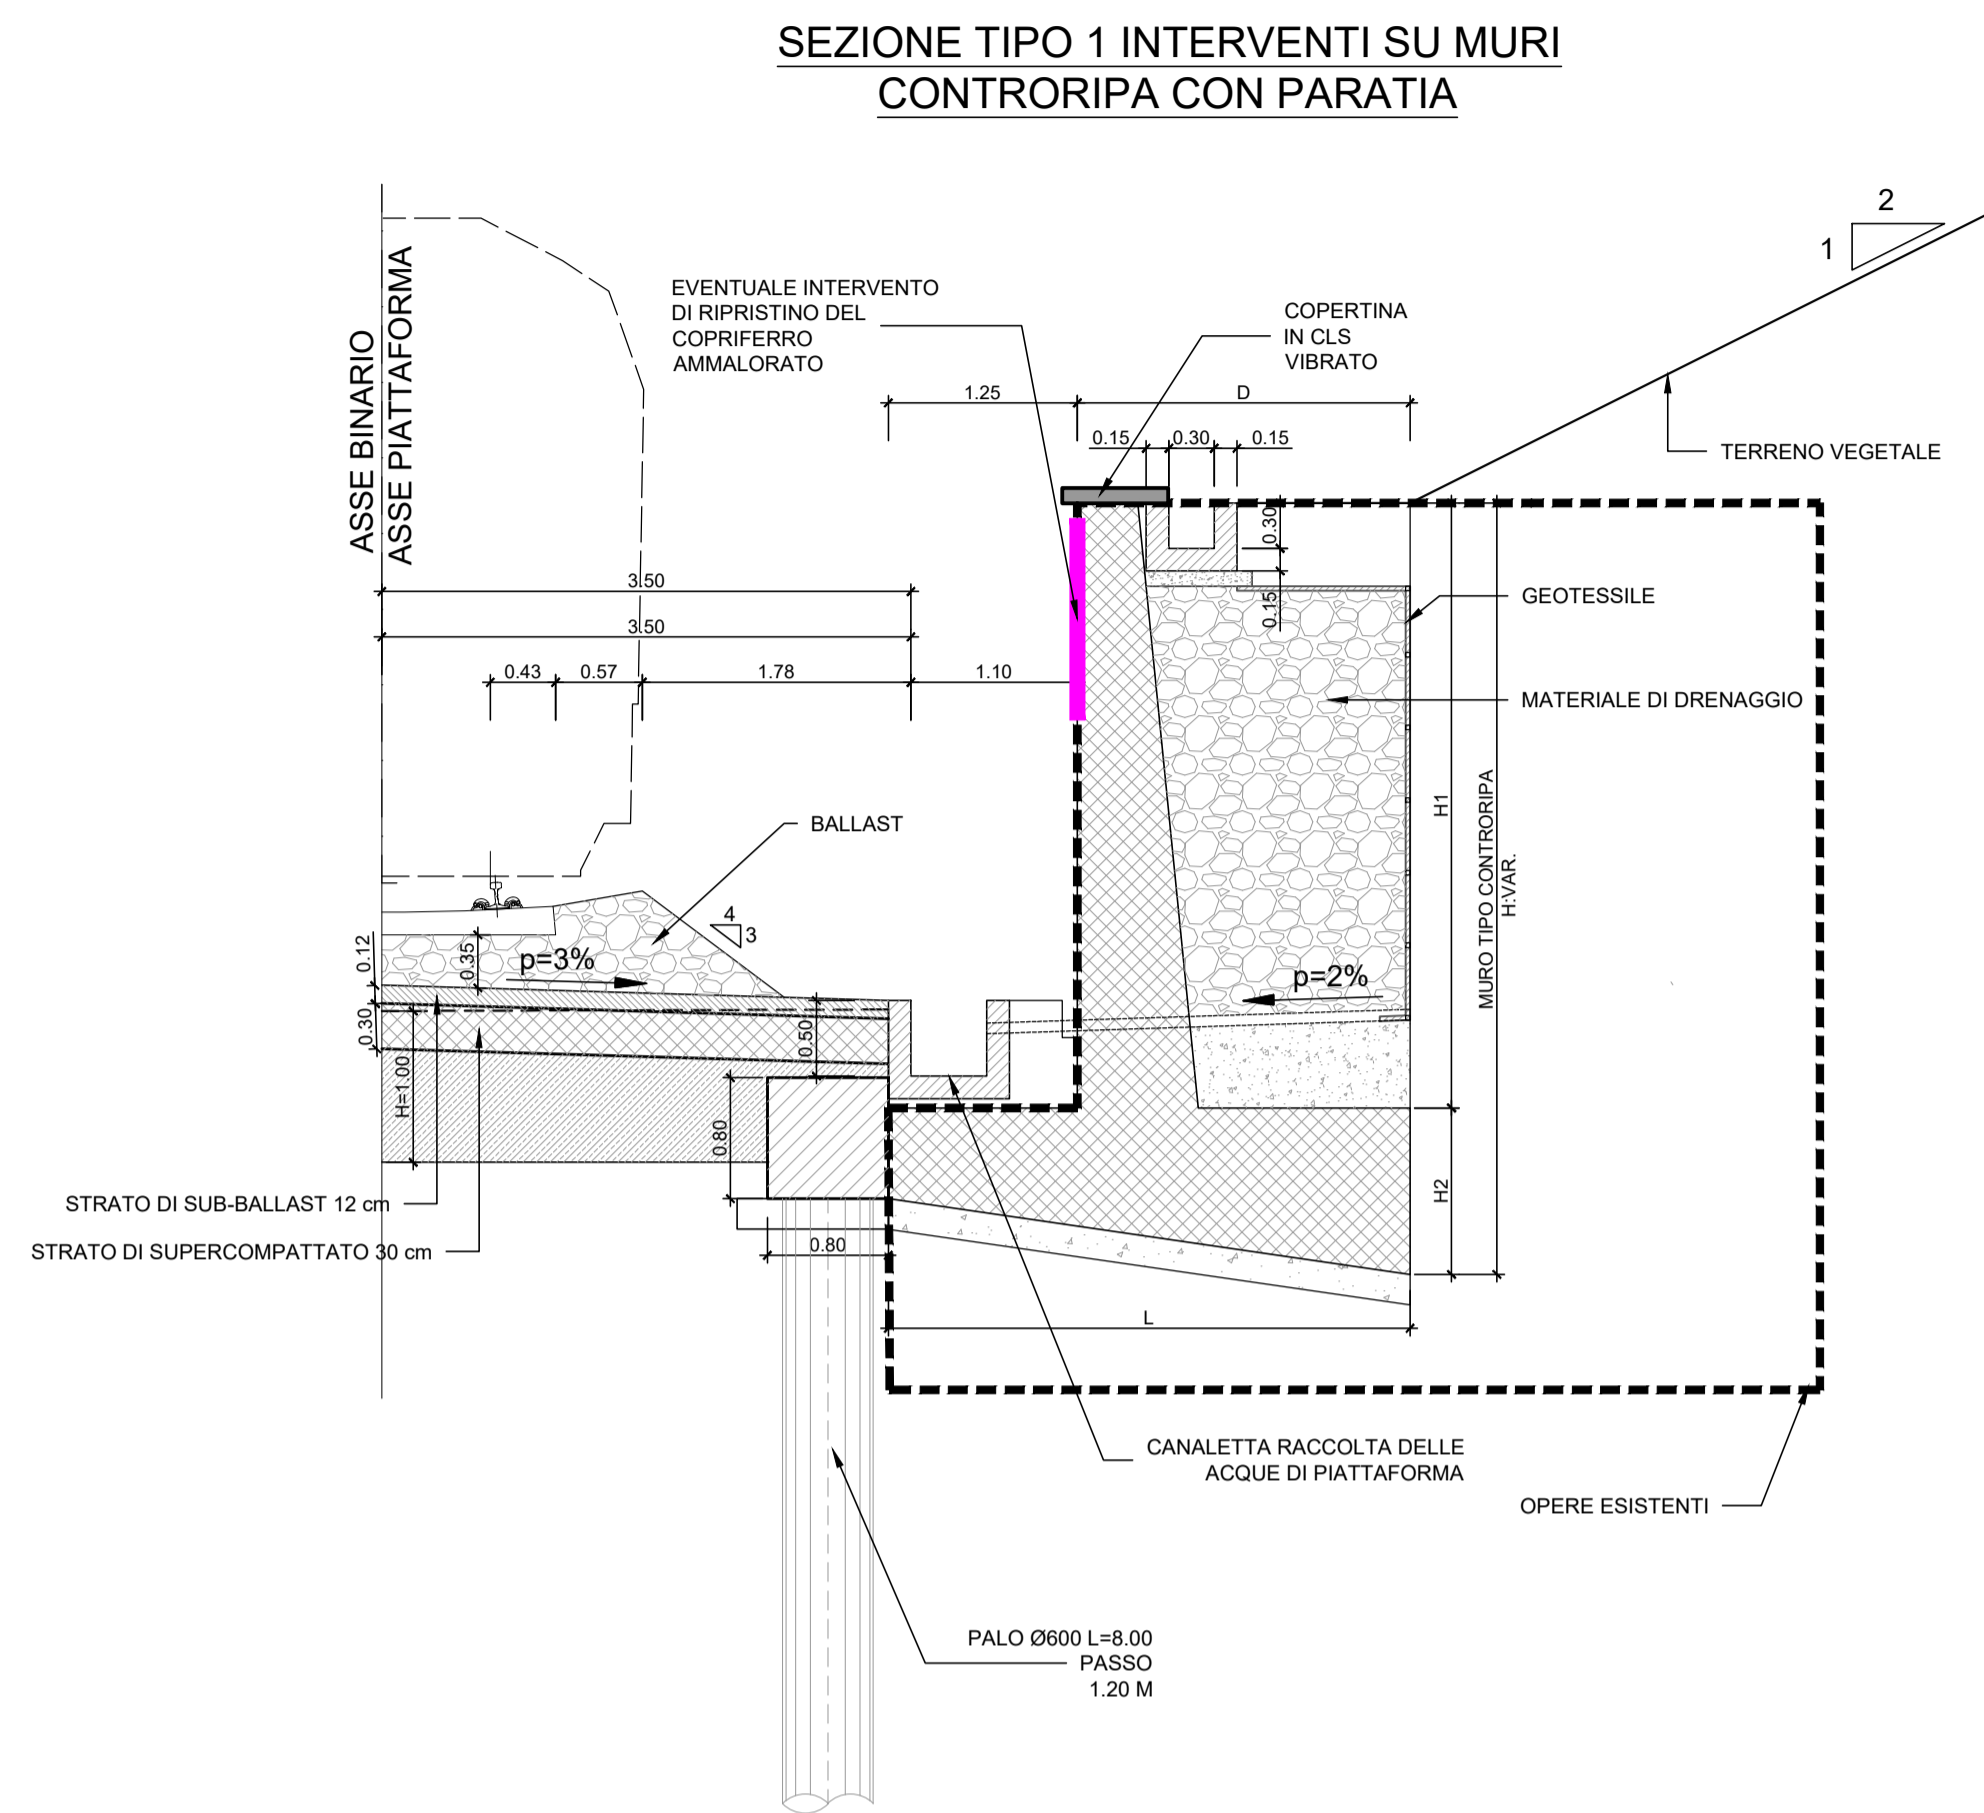 SEZIONE TIPO 1 INTERVENTI SU MURI
CONTRORIPA CON PARATIA
2
1
ASSE BINARIO
ASSE PIATTAFORMA
EVENTUALE INTERVENTO
DI RIPRISTINO DEL
COPRIFERRO
AMMALORATO
COPERTINA
IN CLS
VIBRATO
1.25
D
0.15
0.30
0.15
TERRENO VEGETALE
0.30
0.15
3.50
3.50
GEOTESSILE
0.43
0.57
1.78
1.10
MATERIALE DI DRENAGGIO
BALLAST
H1
MURO TIPO CONTRORIPA
H:VAR.
4
3
0.12
0.35
p=3%
p=2%
0.30
0.50
H=1.00
0.80
H2
STRATO DI SUB-BALLAST 12 cm
STRATO DI SUPERCOMPATTATO 30 cm
0.80
L
CANALETTA RACCOLTA DELLE
ACQUE DI PIATTAFORMA
OPERE ESISTENTI
PALO Ø600 L=8.00
PASSO
1.20 M